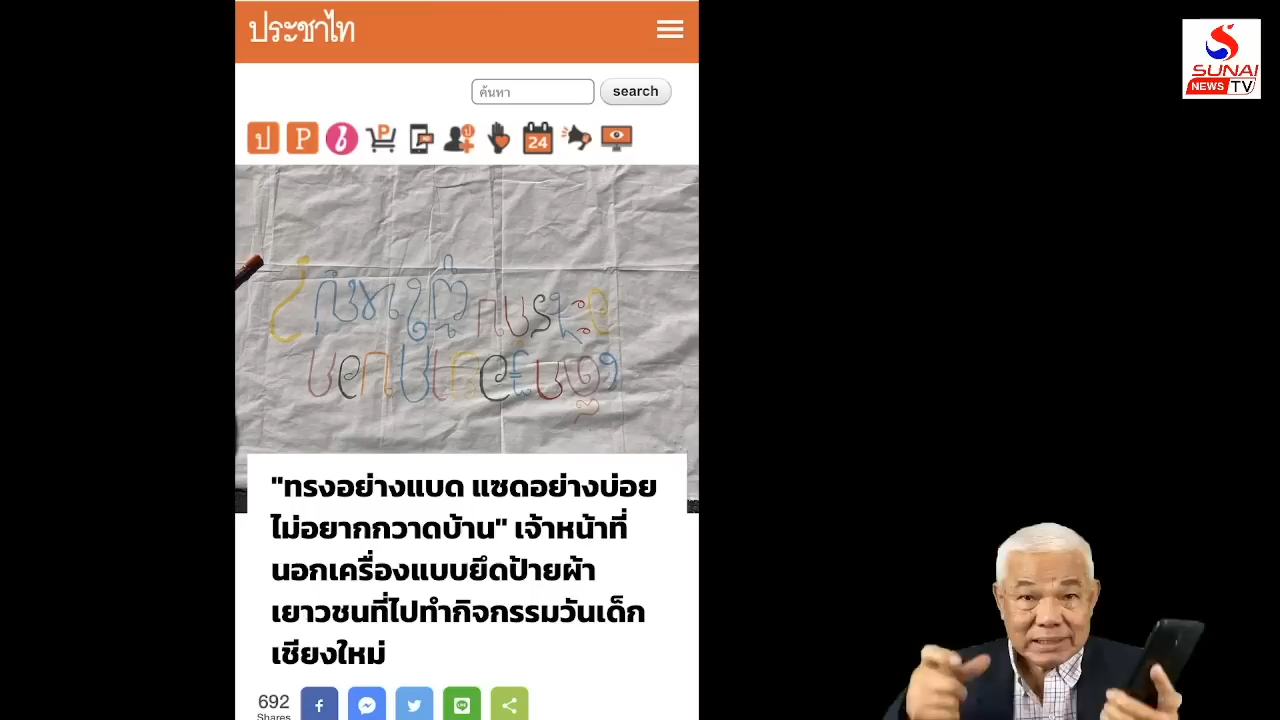 ประชาไท
SUNAI
NEWS TV
ค้นหา
search
ป
P
P
ป
24
"ทรงอย่างแบด แซดอย่างบ่อย
ไม่อยากกวาดบ้าน" เจ้าหน้าที่
นอกเครื่องแบบยึดป้ายผ้า
เยาวชนที่ไปทำกิจกรรมวันเด็ก
เชียงใหม่
692
Shares